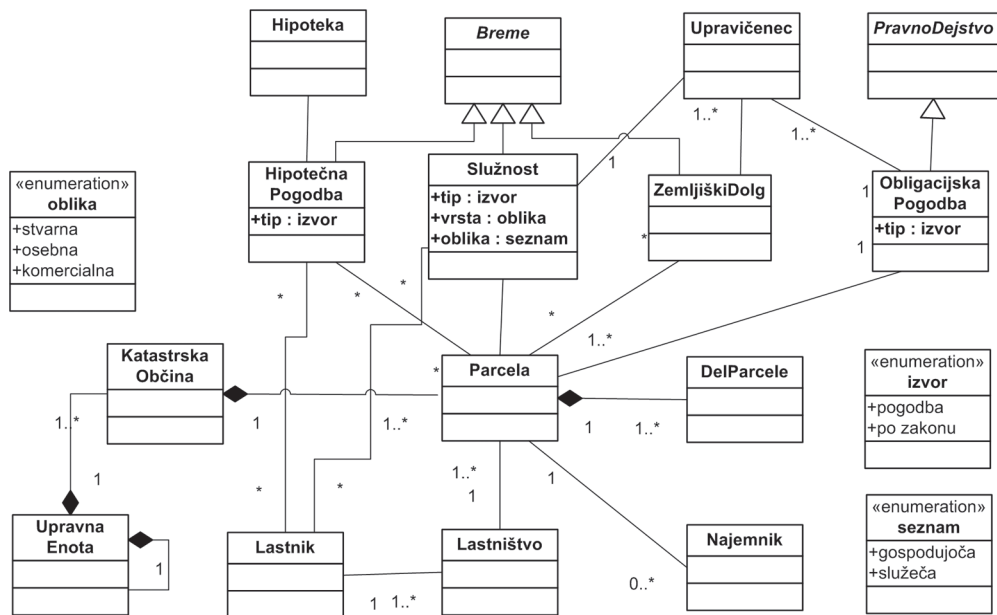 Hipoteka
Breme
Upravičenec
PravnoDejstvo
1..*
1..*
1
Hipotečna
Pogodba
+tip : izvor
Služnost
+tip : izvor
+vrsta : oblika
+oblika : seznam
ZemljiškiDolg
Obligacijska
Pogodba
+tip : izvor
1
1
«enumeration»
oblika
+stvarna
+osebna
+komercialna
*
*
*
*
*
1..*
Katastrska
Občina
Parcela
DelParcele
«enumeration»
izvor
+pogodba
+po zakonu
*
1
1..*
1..*
1
1..*
1
1..*
1
1
*
*
Upravna
Enota
1
Lastnik
Lastništvo
Najemnik
«enumeration»
seznam
+gospodujoča
+služeča
1
1..*
0..*